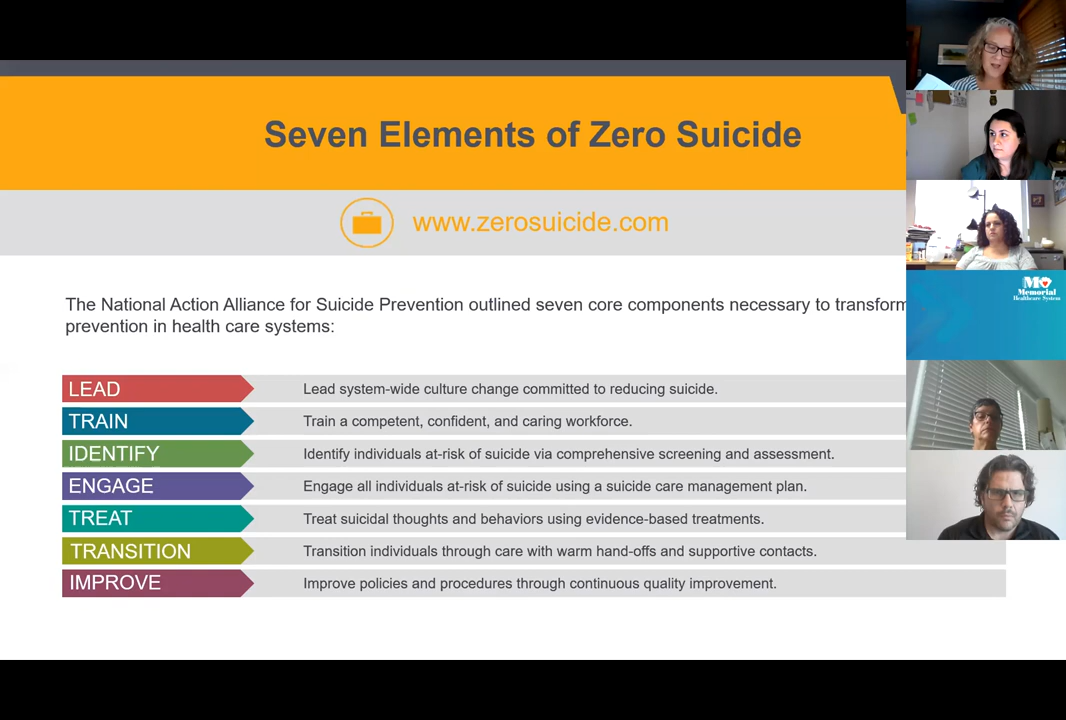 Seven Elements of Zero Suicide
www.zerosuicide.com
The National Action Alliance for Suicide Prevention outlined seven core components necessary to transform
prevention in health care systems:
LEAD Lead system-wide culture change committed to reducing suicide.
TRAIN Train a competent, confident, and caring workforce.
IDENTIFY Identify individuals at-risk of suicide via comprehensive screening and assessment.
ENGAGE Engage all individuals at-risk of suicide using a suicide care management plan.
TREAT Treat suicidal thoughts and behaviors using evidence-based treatments.
TRANSITION Transition individuals through care with warm hand-offs and supportive contacts.
IMPROVE Improve policies and procedures through continuous quality improvement.
Memorial
Healthcare System